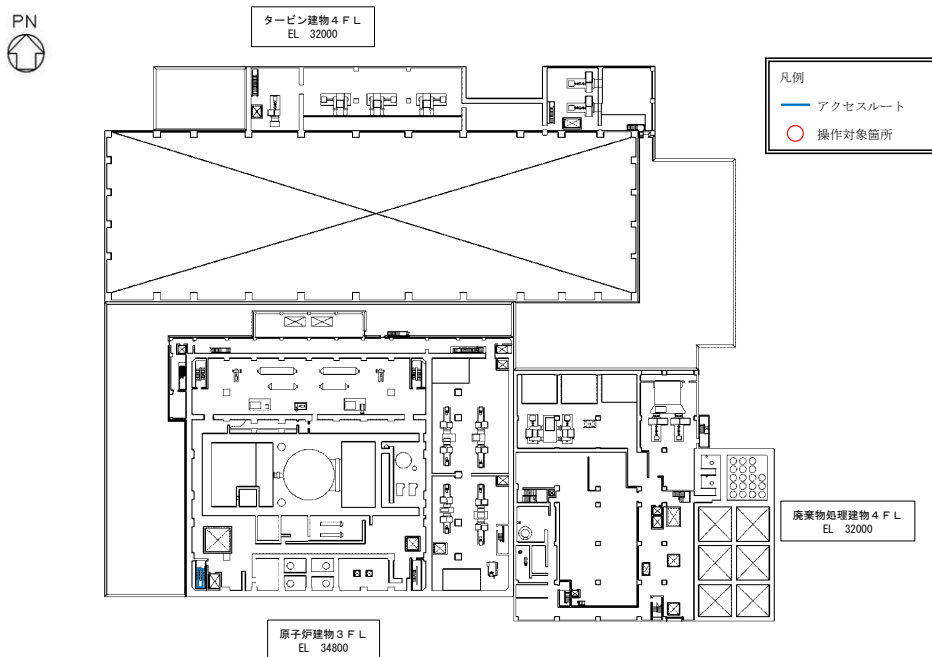 PN
タービン建物4FL
EL 32000
凡例
アクセスルート
操作対象箇所
廃棄物処理建物4FL
EL 32000
原子炉建物3FL
EL 34800